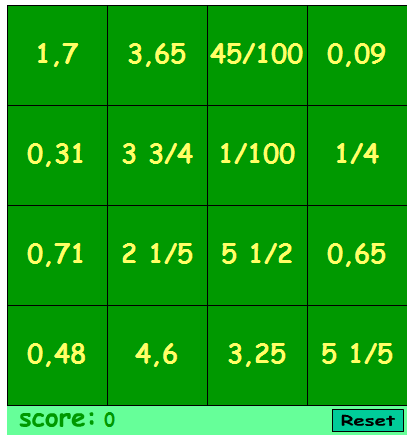 1,7 3,65 45/100 0,09
0,31 3 3/4 1/100 1/4
0,71 2 1/5 5 1/2 0,65
0,48 4,6 3,25 5 1/5
score: 0 Reset